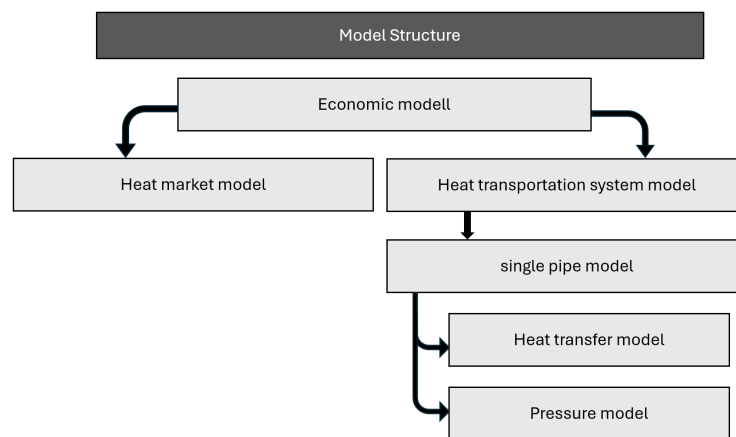 Model Structure
Economic modell
Heat market model
Heat transportation system model
single pipe model
Heat transfer model
Pressure model